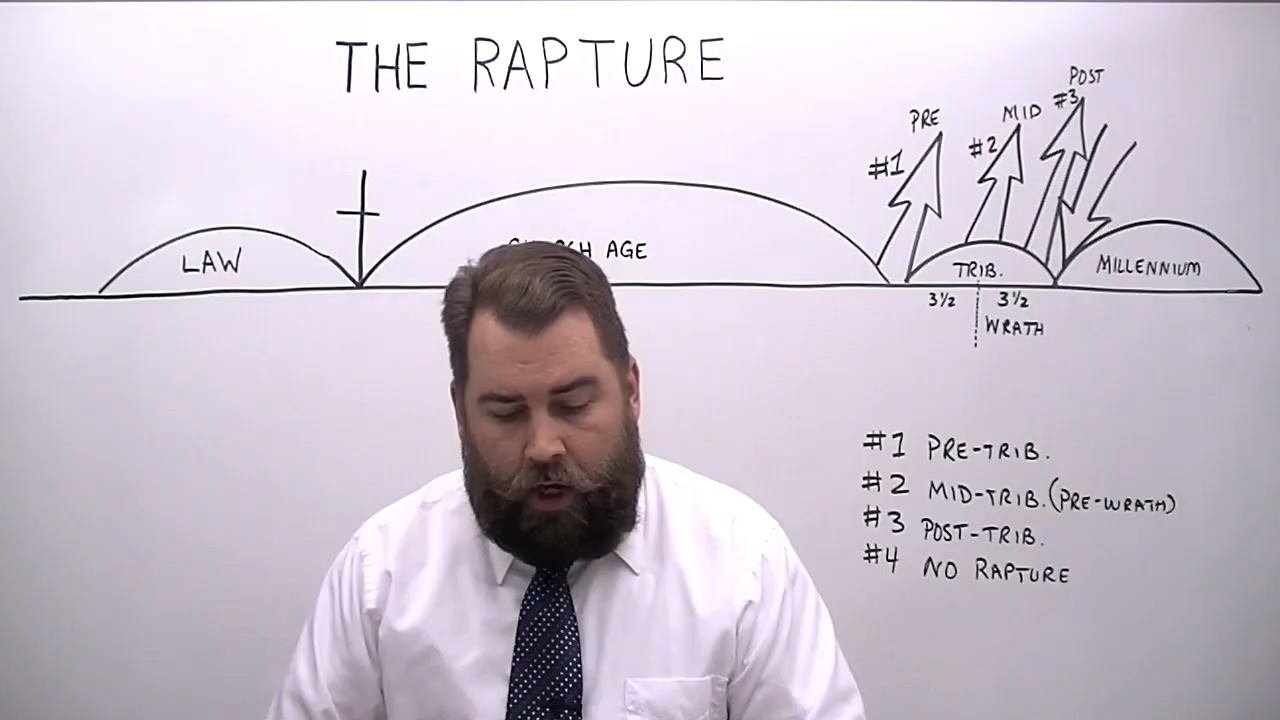 THE RAPTURE
POST
#3
PRE
MID
#1
#2
LAW
AGE
TRIB.
MILLENNIUM
3½
3½
WRATH
#1 PRE-TRIB.
#2 MID-TRIB. (PRE-WRATH)
#3 POST-TRIB.
#4 NO RAPTURE